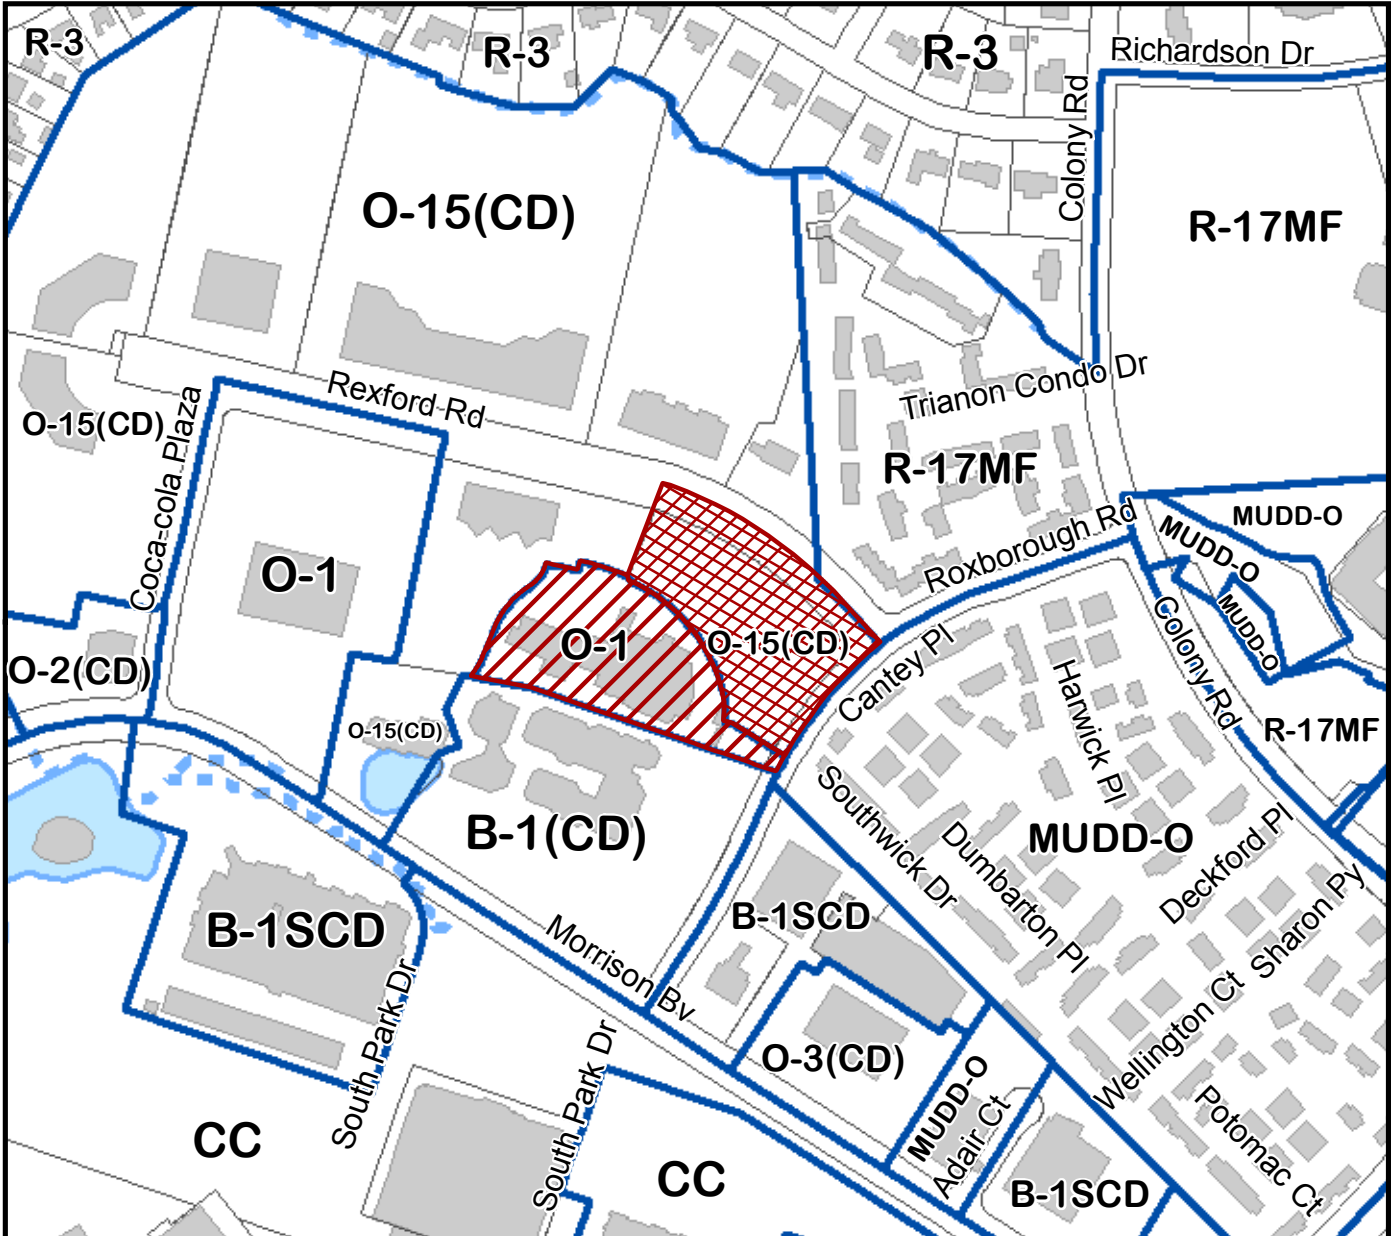 R-3
R-3
R-3
Richardson Dr
Colony Rd
O-15(CD)
R-17MF
Trianon Condo Dr
Rexford Rd
O-15(CD)
Coca-cola Plaza
R-17MF
MUDD-O
MUDD-O
Roxborough Rd
O-1
MUDD-O
O-1
O-15(CD)
O-2(CD)
Cantey Pl
Colony Rd
Harwick Pl
O-15(CD)
R-17MF
B-1(CD)
Southwick Dr
Dumbarton Pl
MUDD-O
Deckford Pl
Sharon Py
B-1SCD
B-1SCD
Morrison Bv
Wellington Ct
South Park Dr
South Park Dr
O-3(CD)
MUDD-O
Adair Ct
Potomac Ct
CC
CC
B-1SCD